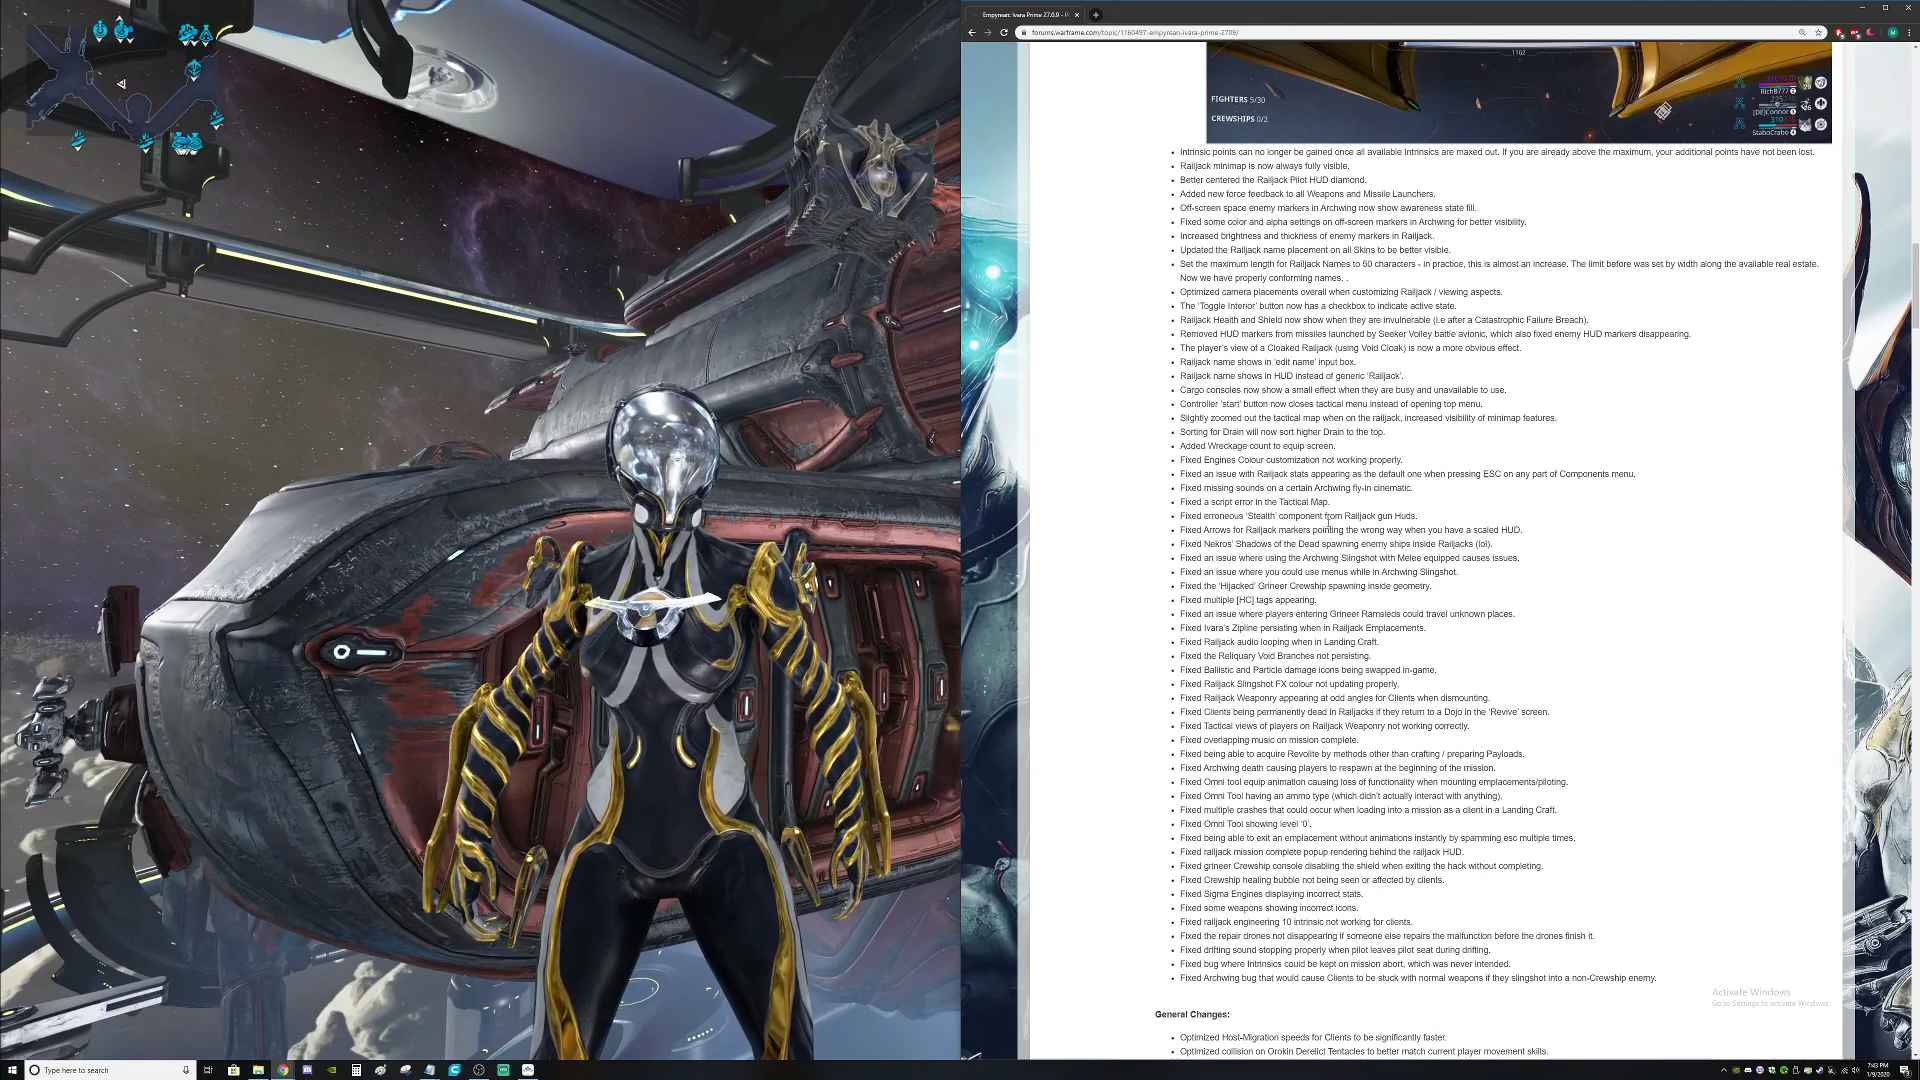 Empyrean: Ivara Prime 27.0.9 -
forums.warframe.com/topic/1160497-empyrean-ivara-prime-2709/
1162
FIGHTERS 5/30
CREWSHIPS 0/2
RichB777
[DE]Connor
StaboCrabo
• Intrinsic points can no longer be gained once all available Intrinsics are maxed out. If you are already above the maximum, your additional points have not been lost.
• Railjack minimap is now always fully visible.
• Better centered the Railjack Pilot HUD diamond.
• Added new force feedback to all Weapons and Missile Launchers.
• Off-screen space enemy markers in Archwing now show awareness state fill.
• Fixed some color and alpha settings on off-screen markers in Archwing for better visibility.
• Increased brightness and thickness of enemy markers in Railjack.
• Updated the Railjack name placement on all Skins to be better visible.
• Set the maximum length for Railjack Names to 50 characters - in practice, this is almost an increase. The limit before was set by width along the available real estate.
Now we have properly conforming names. .
• Optimized camera placements overall when customizing Railjack / viewing aspects.
• The 'Toggle Interior' button now has a checkbox to indicate active state.
• Railjack Health and Shield now show when they are invulnerable (i.e after a Catastrophic Failure Breach).
• Removed HUD markers from missiles launched by Seeker Volley battle avionic, which also fixed enemy HUD markers disappearing.
• The player's view of a Cloaked Railjack (using Void Cloak) is now a more obvious effect.
• Railjack name shows in 'edit name' input box.
• Railjack name shows in HUD instead of generic 'Railjack'.
• Cargo consoles now show a small effect when they are busy and unavailable to use.
• Controller 'start' button now closes tactical menu instead of opening top menu.
• Slightly zoomed out the tactical map when on the railjack, increased visibility of minimap features.
• Sorting for Drain will now sort higher Drain to the top.
• Added Wreckage count to equip screen.
• Fixed Engines Colour customization not working properly.
• Fixed an issue with Railjack stats appearing as the default one when pressing ESC on any part of Components menu.
• Fixed missing sounds on a certain Archwing fly-in cinematic.
• Fixed a script error in the Tactical Map.
• Fixed erroneous 'Stealth' component from Railjack gun Huds.
• Fixed Arrows for Railjack markers pointing the wrong way when you have a scaled HUD.
• Fixed Nekros' Shadows of the Dead spawning enemy ships inside Railjacks (lol).
• Fixed an issue where using the Archwing Slingshot with Melee equipped causes issues.
• Fixed an issue where you could use menus while in Archwing Slingshot.
• Fixed the 'Hijacked' Grineer Crewship spawning inside geometry.
• Fixed multiple [HC] tags appearing.
• Fixed an issue where players entering Grineer Ramsleds could travel unknown places.
• Fixed Ivara's Zipline persisting when in Railjack Emplacements.
• Fixed Railjack audio looping when in Landing Craft.
• Fixed the Reliquary Void Branches not persisting.
• Fixed Ballistic and Particle damage icons being swapped in-game.
• Fixed Railjack Slingshot FX colour not updating properly.
• Fixed Railjack Weaponry appearing at odd angles for Clients when dismounting.
• Fixed Clients being permanently dead in Railjacks if they return to a Dojo in the 'Revive' screen.
• Fixed Tactical views of players on Railjack Weaponry not working correctly.
• Fixed overlapping music on mission complete.
• Fixed being able to acquire Revolite by methods other than crafting / preparing Payloads.
• Fixed Archwing death causing players to respawn at the beginning of the mission.
• Fixed Omni tool equip animation causing loss of functionality when mounting emplacements/piloting.
• Fixed Omni Tool having an ammo type (which didn't actually interact with anything).
• Fixed multiple crashes that could occur when loading into a mission as a client in a Landing Craft.
• Fixed Omni Tool showing level '0'.
• Fixed being able to exit an emplacement without animations instantly by spamming esc multiple times.
• Fixed railjack mission complete popup rendering behind the railjack HUD.
• Fixed grineer Crewship console disabling the shield when exiting the hack without completing.
• Fixed Crewship healing bubble not being seen or affected by clients.
• Fixed Sigma Engines displaying incorrect stats.
• Fixed some weapons showing incorrect icons.
• Fixed railjack engineering 10 intrinsic not working for clients.
• Fixed the repair drones not disappearing if someone else repairs the malfunction before the drones finish it.
• Fixed drifting sound stopping properly when pilot leaves pilot seat during drifting.
• Fixed bug where Intrinsics could be kept on mission abort, which was never intended.
• Fixed Archwing bug that would cause Clients to be stuck with normal weapons if they slingshot into a non-Crewship enemy.
Activate Windows
Go to Settings to activate Windows.
General Changes:
• Optimized Host-Migration speeds for Clients to be significantly faster.
• Optimized collision on Orokin Derelict Tentacles to better match current player movement skills.
Type here to search
7:43 PM
1/9/2020